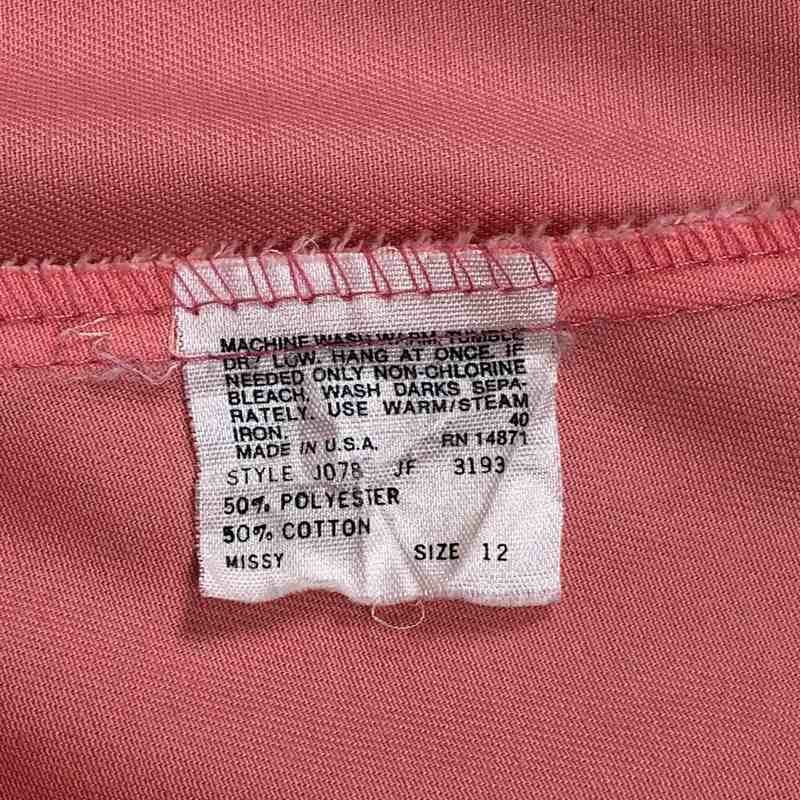 MACHINE WASH WARM, TUMBLE
DRY LOW. HANG AT ONCE. IF
NEEDED ONLY NON-CHLORINE
BLEACH. WASH DARKS SEPA-
RATELY. USE WARM/STEAM
IRON. 40
MADE IN U.S.A. RN 14871
STYLE J078 JF 3193
50% POLYESTER
50% COTTON
MISSY SIZE 12